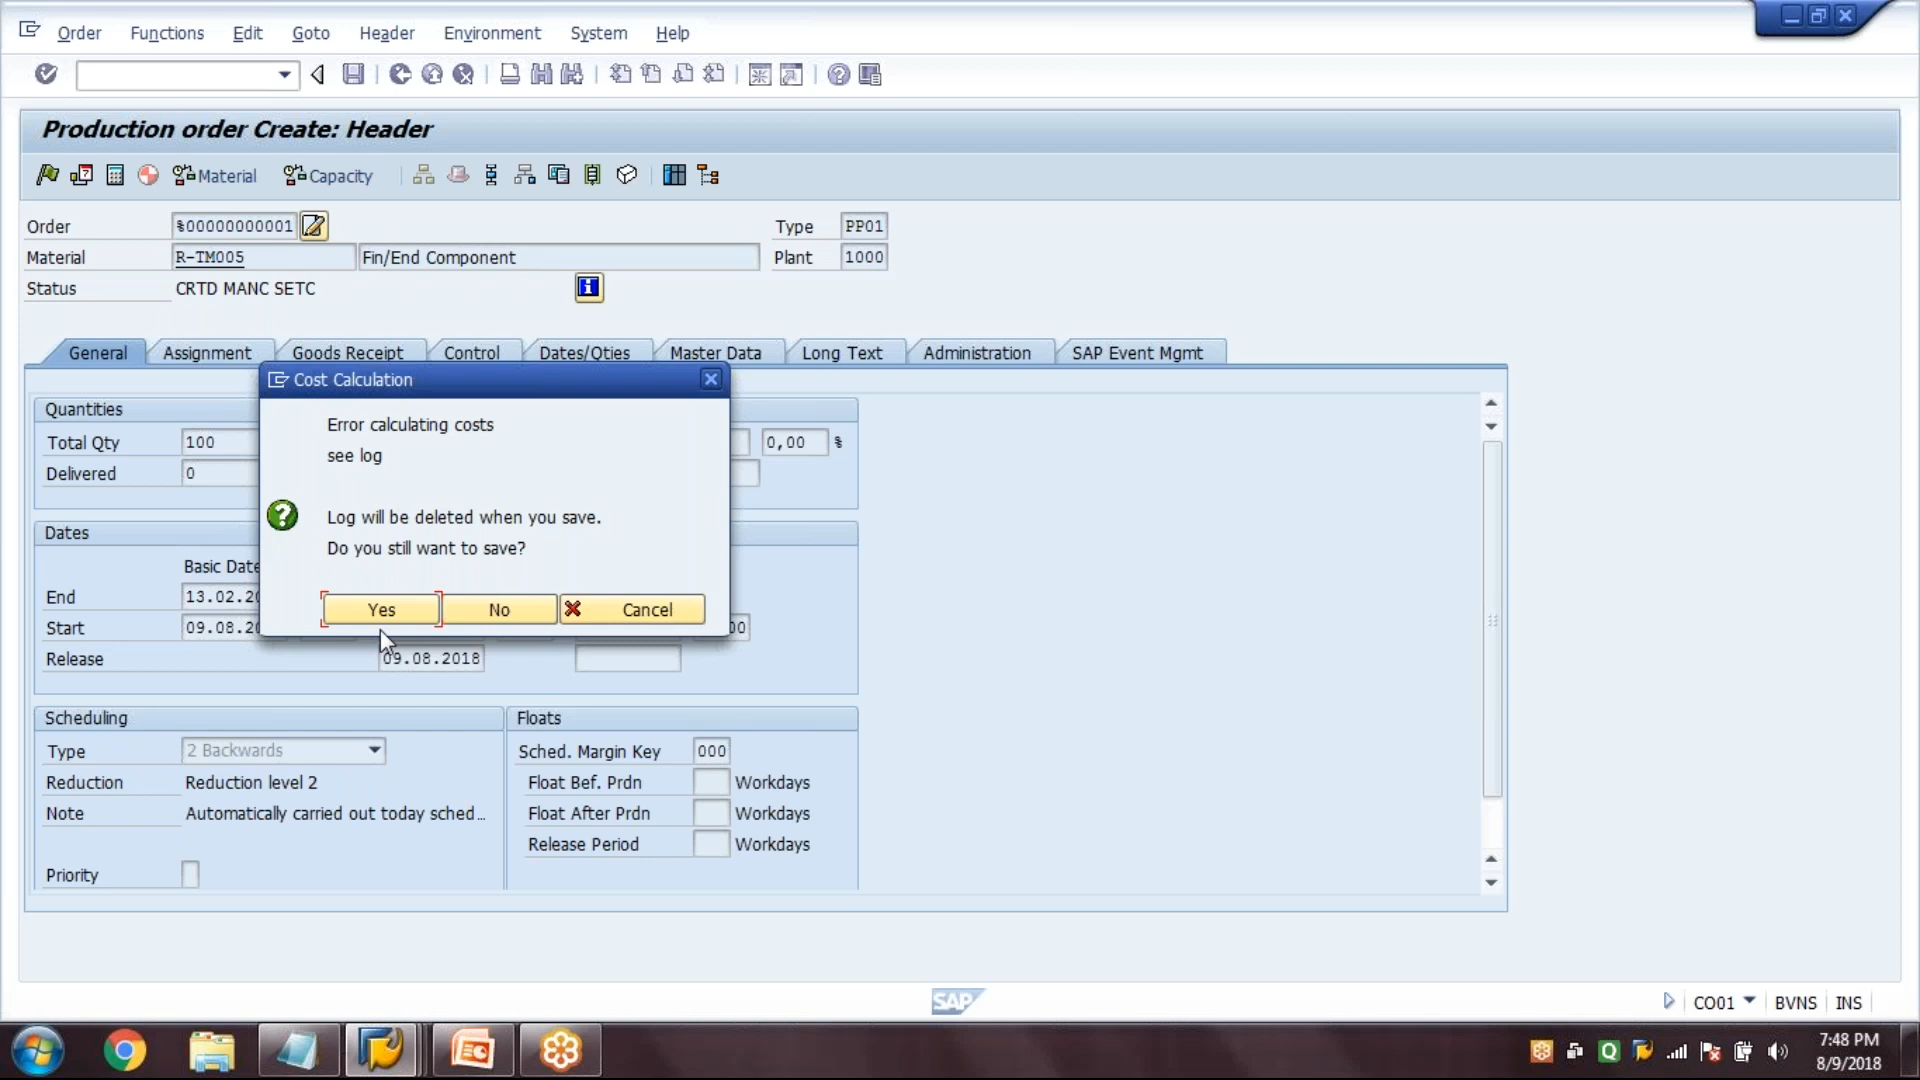 Order Functions Edit Goto Header Environment System Help
Production order Create: Header
Material Capacity
Order %00000000001 Type PP01
Material R-TM005 Fin/End Component Plant 1000
Status CRTD MANC SETC
General Assignment Goods Receipt Control Dates/Qties Master Data Long Text Administration SAP Event Mgmt
Cost Calculation
Quantities
Error calculating costs
Total Qty 100 0,00 %
see log
Delivered 0
Log will be deleted when you save.
Dates
Do you still want to save?
Basic Date
End 13.02.20
Yes No Cancel
Start 09.08.20 00
Release 09.08.2018
Scheduling Floats
Type 2 Backwards Sched. Margin Key 000
Reduction Reduction level 2 Float Bef. Prdn Workdays
Note Automatically carried out today sched... Float After Prdn Workdays
Release Period Workdays
Priority
SAP CO01 BVNS INS
7:48 PM
8/9/2018